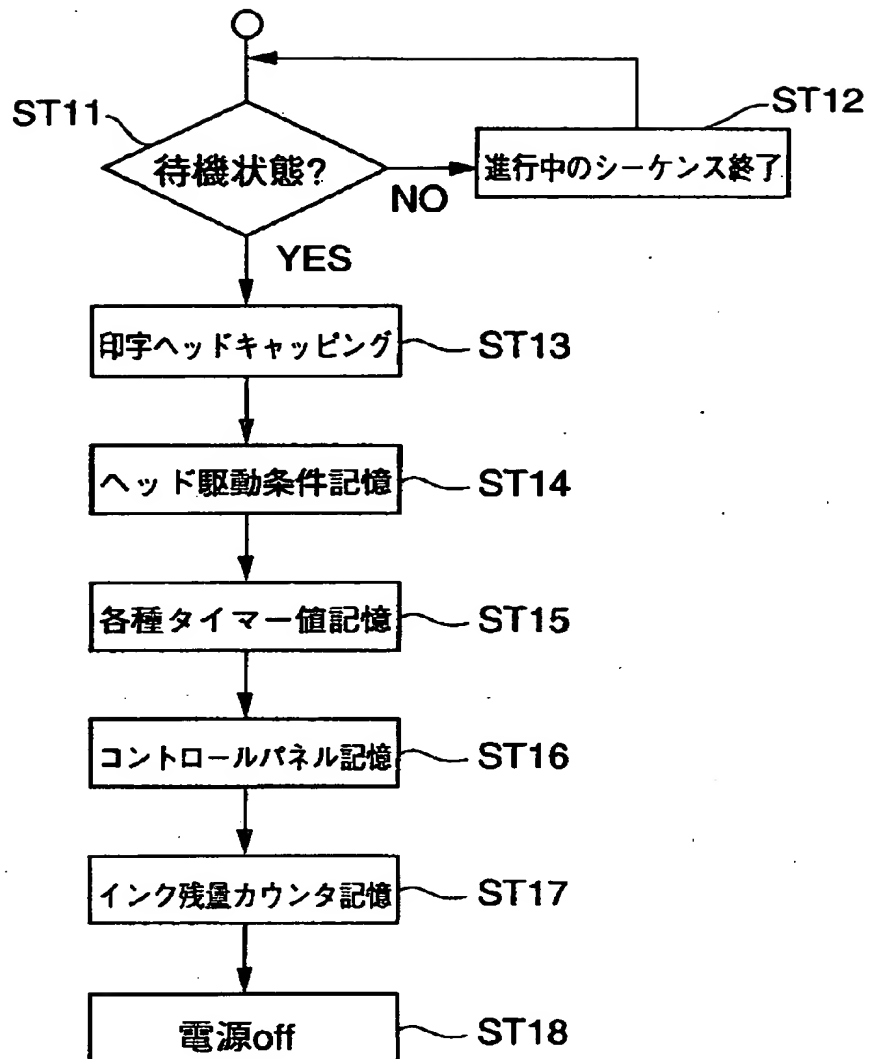 ST11
待機状態?
NO
ST12
進行中のシーケンス終了
YES
印字ヘッドキャッピング
ST13
ヘッド駆動条件記憶
ST14
各種タイマー値記憶
ST15
コントロールパネル記憶
ST16
インク残量カウンタ記憶
ST17
電源off
ST18